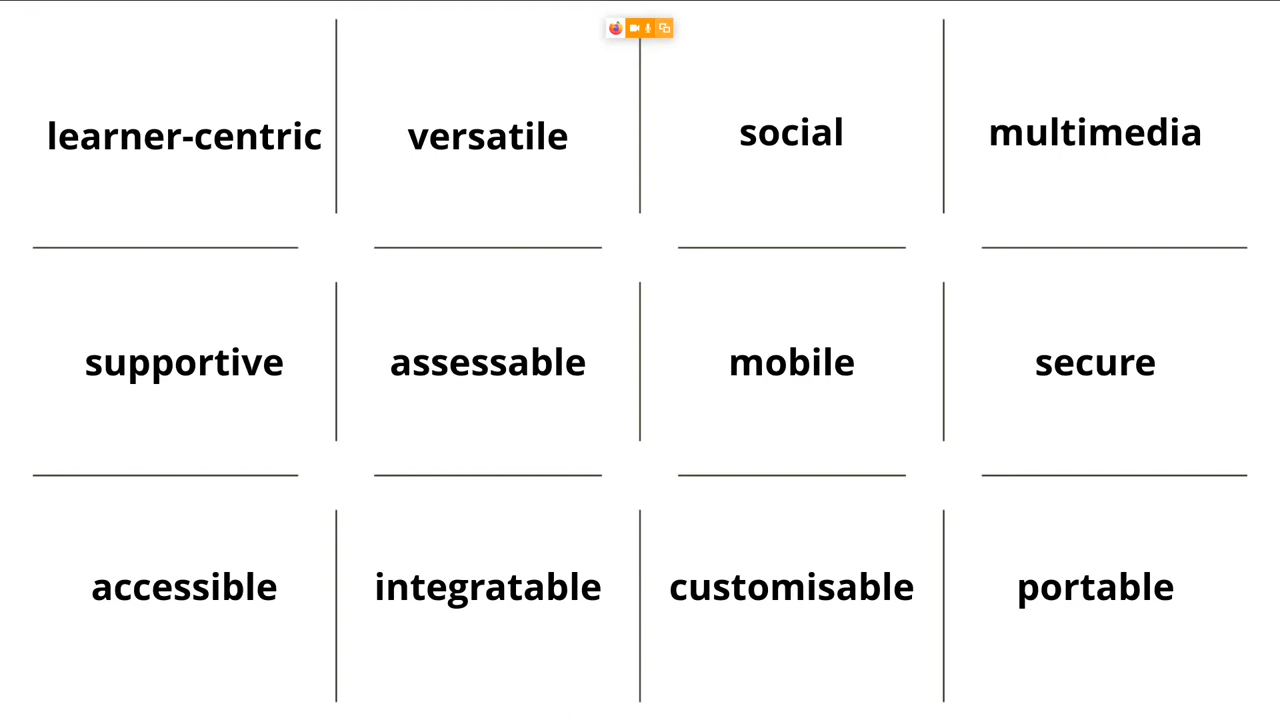 learner-centric
versatile
social
multimedia
supportive
assessable
mobile
secure
accessible
integratable
customisable
portable